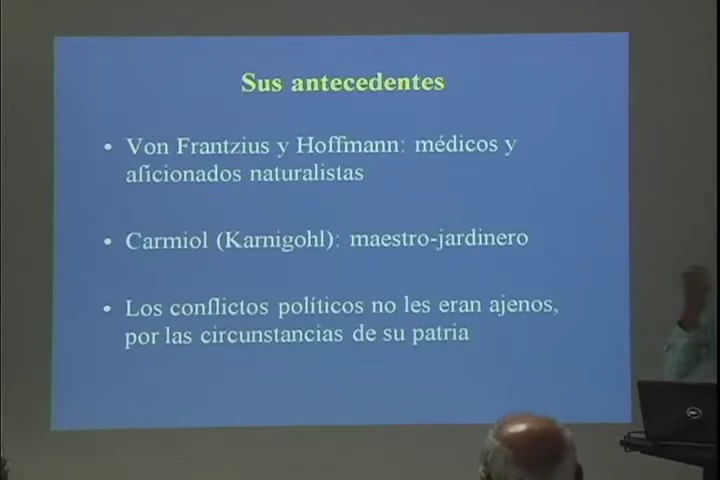 Sus antecedentes
• Von Frantzius y Hoffmann: médicos y
aficionados naturalistas
• Carmiol (Karnigohl): maestro-jardinero
• Los conflictos políticos no les eran ajenos,
por las circunstancias de su patria
DELL